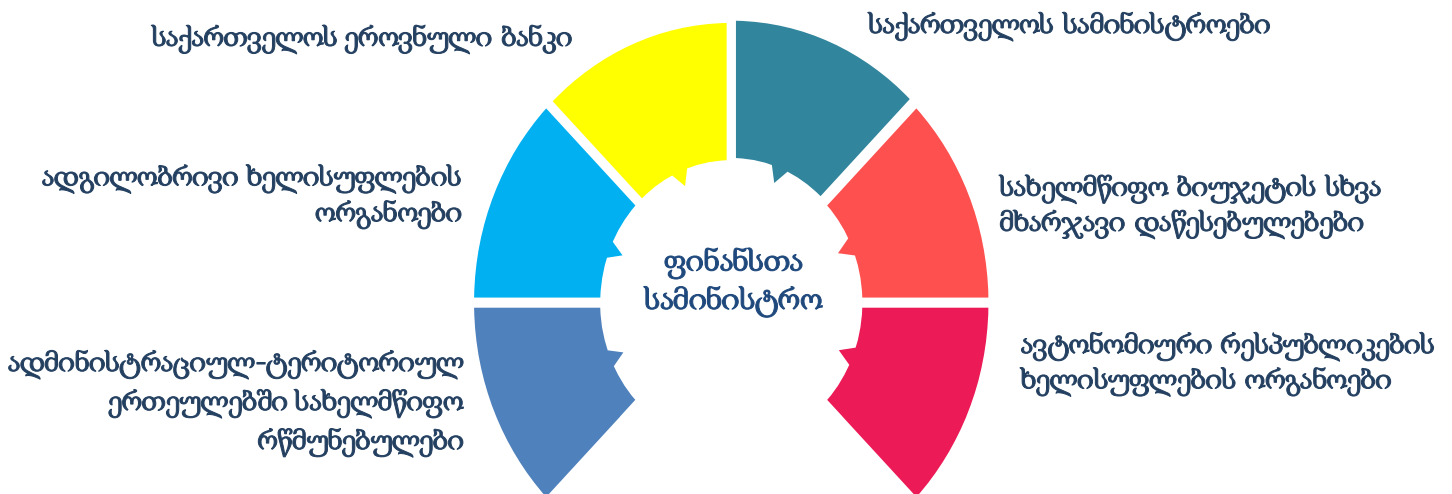 საქართველოს ეროვნული ბანკი
საქართველოს სამინისტროები
ადგილობრივი ხელისუფლების
ორგანოები
სახელმწიფო ბიუჯეტის სხვა
მხარჯავი დაწესებულებები
ფინანსთა
სამინისტრო
ადმინისტრაციულ-ტერიტორიულ
ერთეულებში სახელმწიფო
რწმუნებულები
ავტონომიური რესპუბლიკების
ხელისუფლების ორგანოები